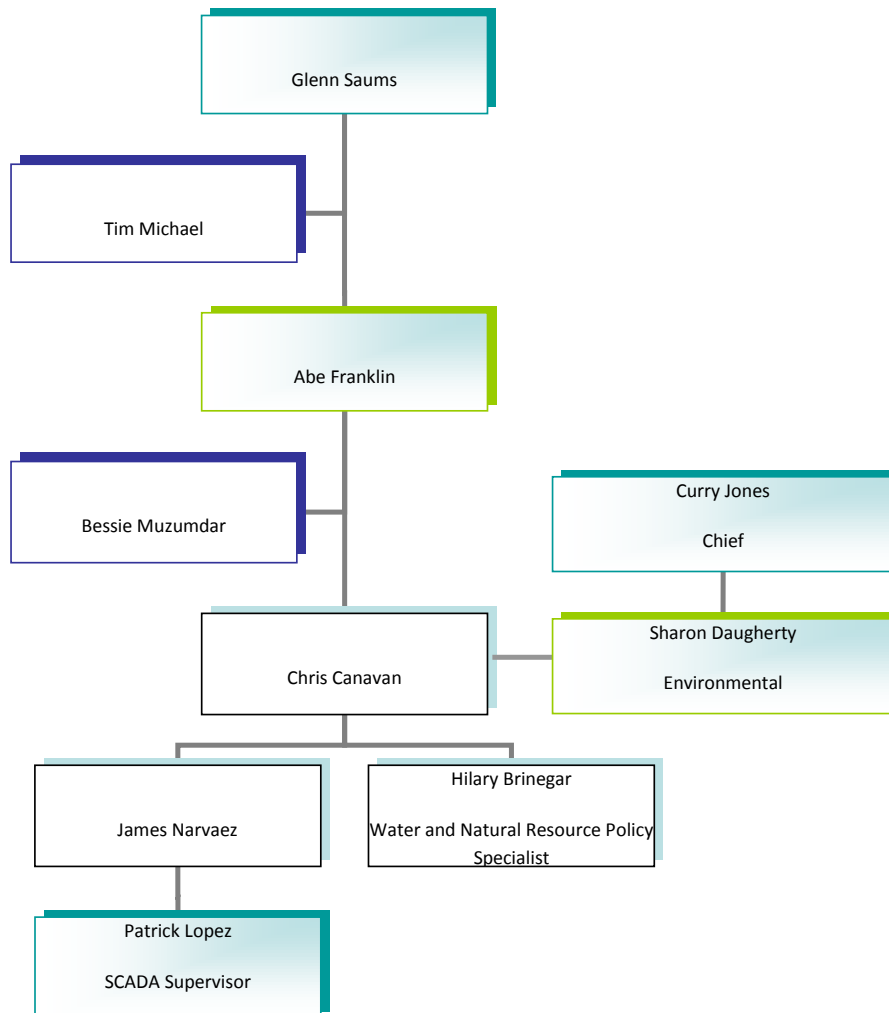 Glenn Saums
Tim Michael
Abe Franklin
Bessie Muzumdar
Curry Jones
Chief
Sharon Daugherty
Environmental
Chris Canavan
James Narvaez
Hilary Brinegar
Water and Natural Resource Policy
Specialist
Patrick Lopez
SCADA Supervisor